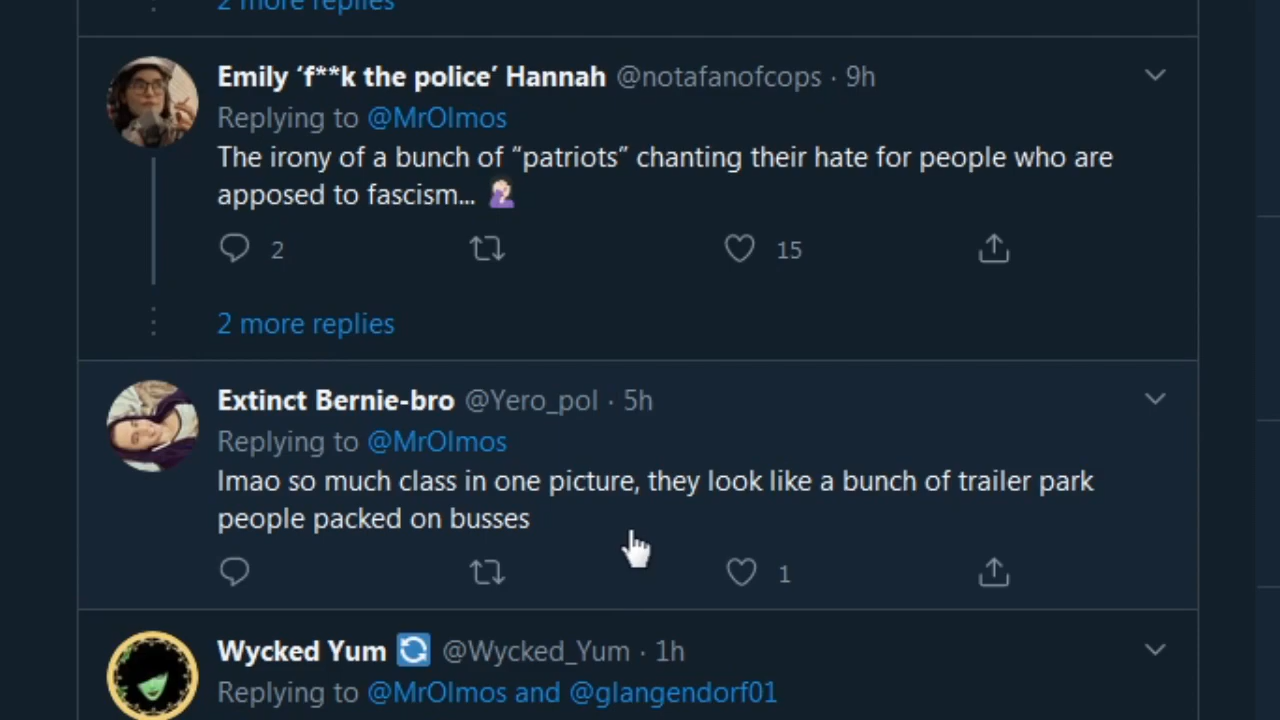 2 more replies
Emily ‘f**k the police’ Hannah @notafanofcops · 9h
Replying to @MrOlmos
The irony of a bunch of “patriots” chanting their hate for people who are
apposed to fascism...
2 15
2 more replies
Extinct Bernie-bro @Yero_pol · 5h
Replying to @MrOlmos
lmao so much class in one picture, they look like a bunch of trailer park
people packed on busses
1
Wycked Yum @Wycked_Yum · 1h
Replying to @MrOlmos and @glangendorf01